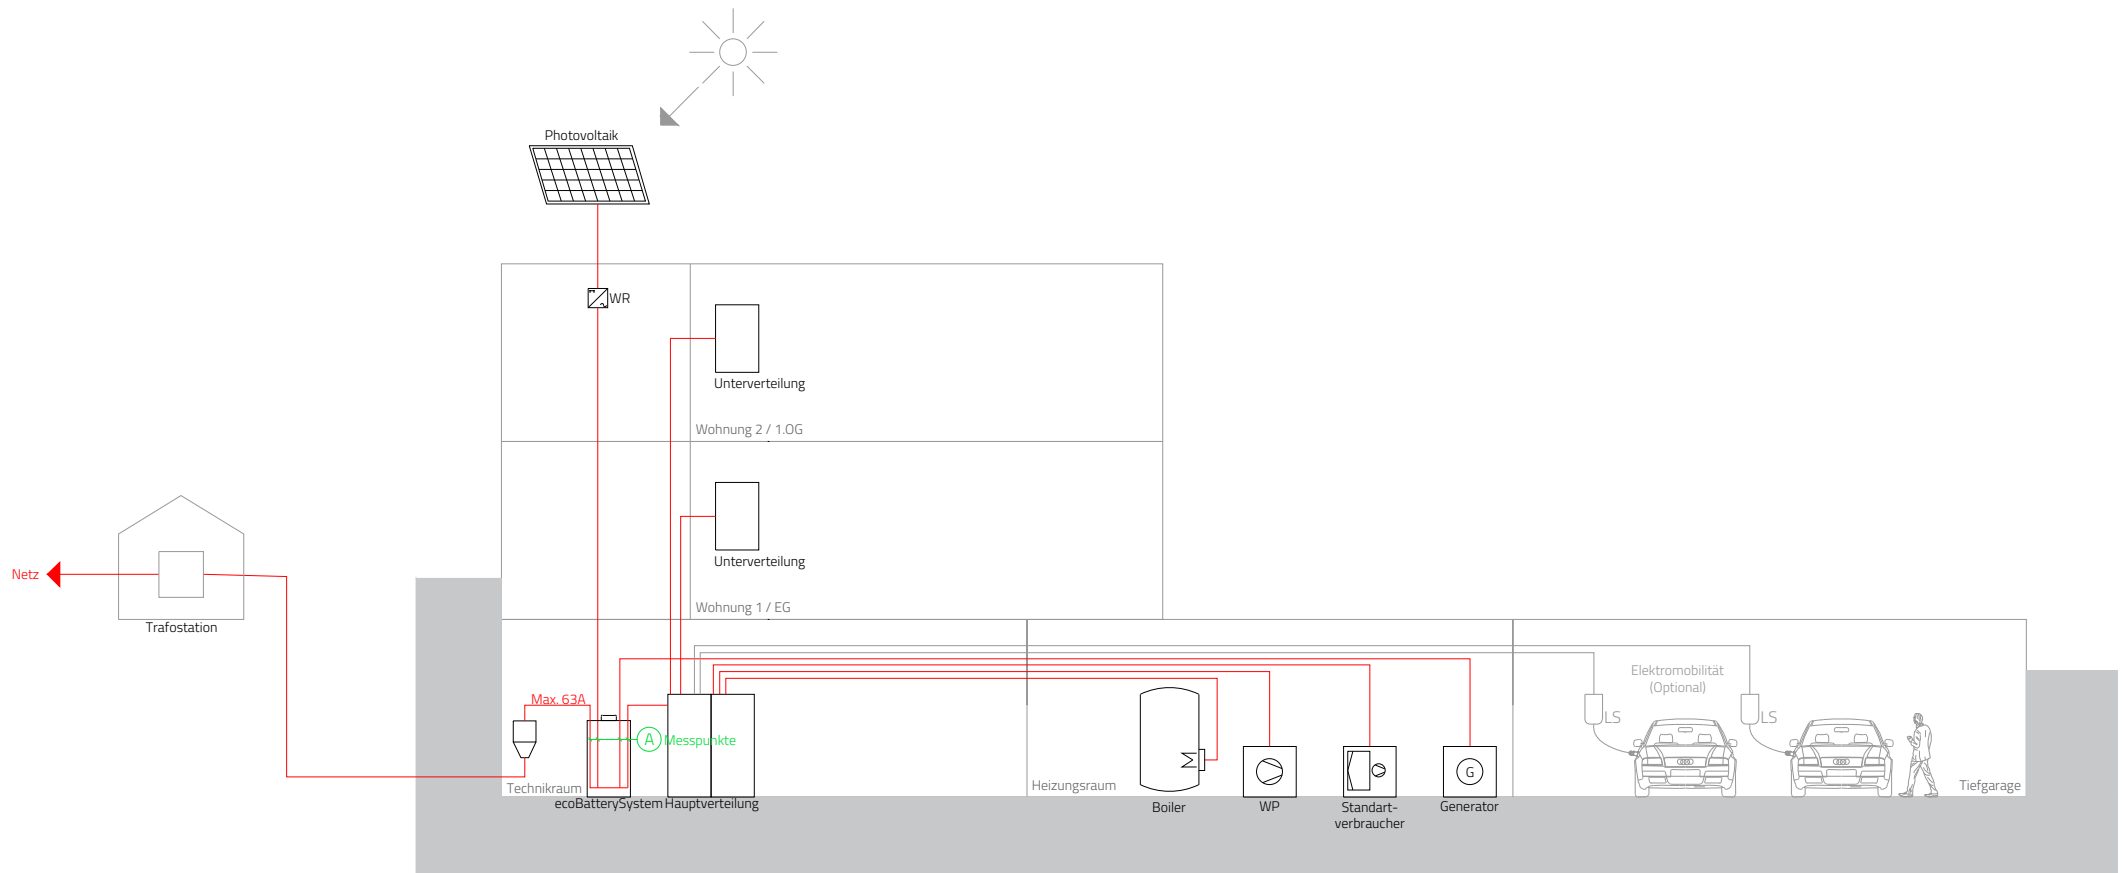 Photovoltaik
WR
Unterverteilung
Wohnung 2 / 1.OG
Unterverteilung
Wohnung 1 / EG
Netz
Trafostation
Max. 63A
A
Messpunkte
Technikraum
ecoBatterySystem
Hauptverteilung
Heizungsraum
Boiler
WP
Standart-
verbraucher
G
Generator
Elektromobilität
(Optional)
LS
LS
Tiefgarage